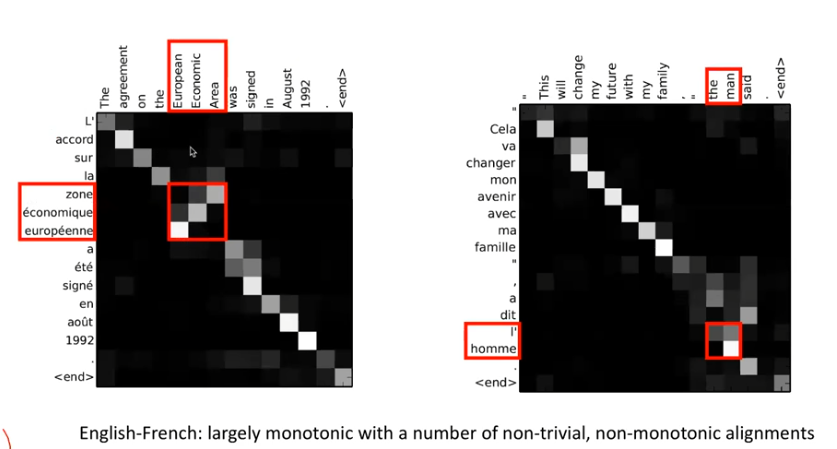 The agreement on the European Economic Area was signed in August 1992 . <end>
L'
accord
sur
la
zone
économique
européenne
a
été
signé
en
août
1992
.
<end>
" This will change my future with my family , " the man said . <end>
"
Cela
va
changer
mon
avenir
avec
ma
famille
"
,
a
dit
l'
homme
.
<end>
English-French: largely monotonic with a number of non-trivial, non-monotonic alignments